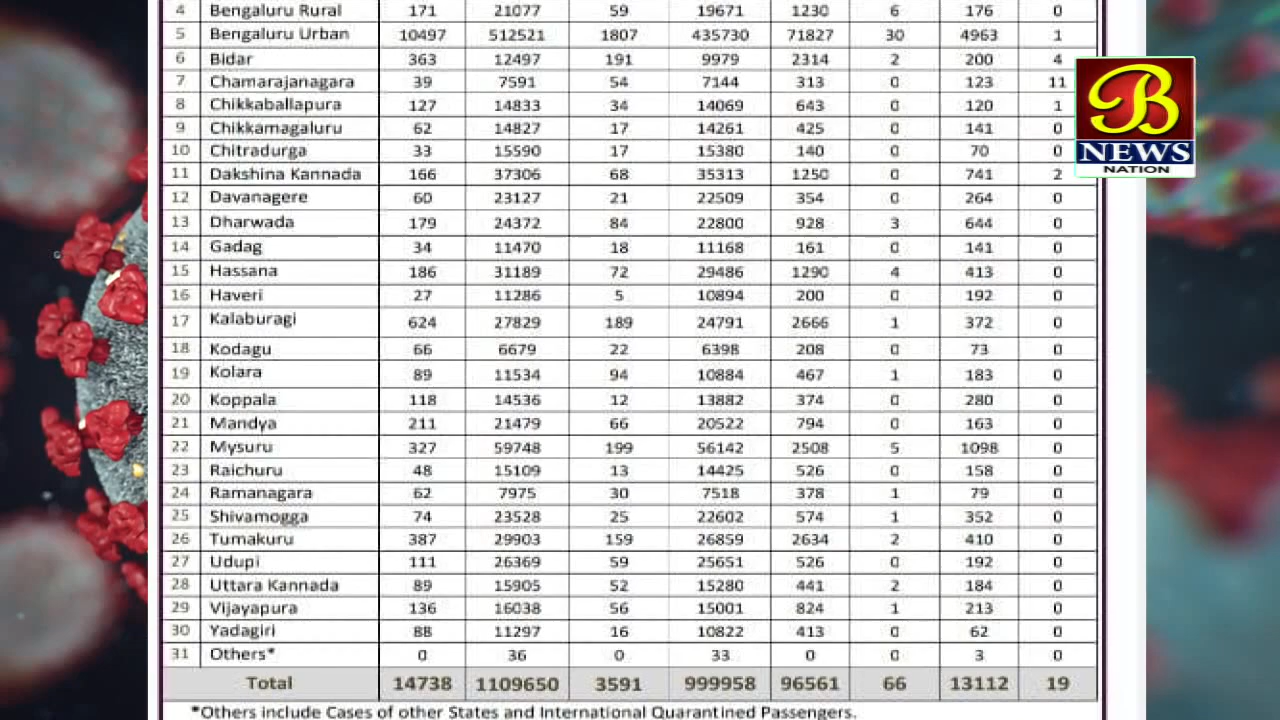 4 Bengaluru Rural 171 21077 59 19671 1230 6 176 0
5 Bengaluru Urban 10497 512521 1807 435730 71827 30 4963 1
6 Bidar 363 12497 191 9979 2314 2 200 4
7 Chamarajanagara 39 7591 54 7144 313 0 123 11
8 Chikkaballapura 127 14833 34 14069 643 0 120 1
9 Chikkamagaluru 62 14827 17 14261 425 0 141 0
10 Chitradurga 33 15590 17 15380 140 0 70 0
11 Dakshina Kannada 166 37306 68 35313 1250 0 741 2
12 Davanagere 60 23127 21 22509 354 0 264 0
13 Dharwada 179 24372 84 22800 928 3 644 0
14 Gadag 34 11470 18 11168 161 0 141 0
15 Hassana 186 31189 72 29486 1290 4 413 0
16 Haveri 27 11286 5 10894 200 0 192 0
17 Kalaburagi 624 27829 189 24791 2666 1 372 0
18 Kodagu 66 6679 22 6398 208 0 73 0
19 Kolara 89 11534 94 10884 467 1 183 0
20 Koppala 118 14536 12 13882 374 0 280 0
21 Mandya 211 21479 66 20522 794 0 163 0
22 Mysuru 327 59748 199 56142 2508 5 1098 0
23 Raichuru 48 15109 13 14425 526 0 158 0
24 Ramanagara 62 7975 30 7518 378 1 79 0
25 Shivamogga 74 23528 25 22602 574 1 352 0
26 Tumakuru 387 29903 159 26859 2634 2 410 0
27 Udupi 111 26369 59 25651 526 0 192 0
28 Uttara Kannada 89 15905 52 15280 441 2 184 0
29 Vijayapura 136 16038 56 15001 824 1 213 0
30 Yadagiri 88 11297 16 10822 413 0 62 0
31 Others* 0 36 0 33 0 0 3 0
Total 14738 1109650 3591 999958 96561 66 13112 19
*Others include Cases of other States and International Quarantined Passengers.
B
NEWS
NATION